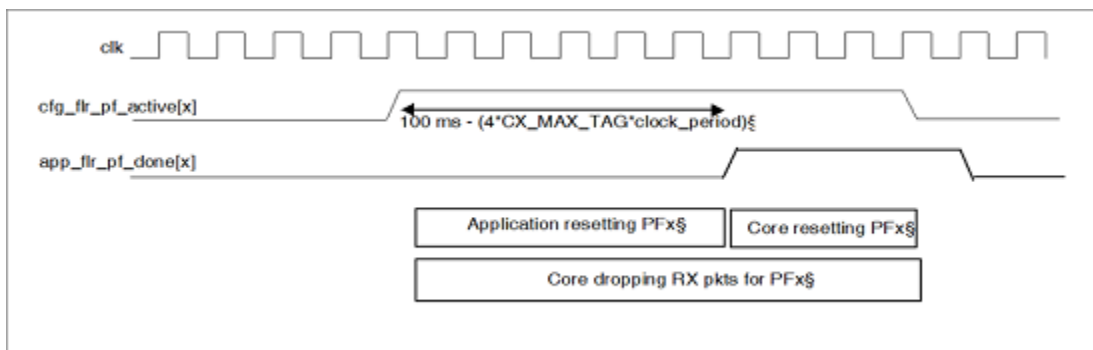 clk
cfg_flr_pf_active[x]
100 ms - (4*CX_MAX_TAG*clock_period)§
app_flr_pf_done[x]
Application resetting PFx§
Core resetting PFx§
Core dropping RX pkts for PFx§